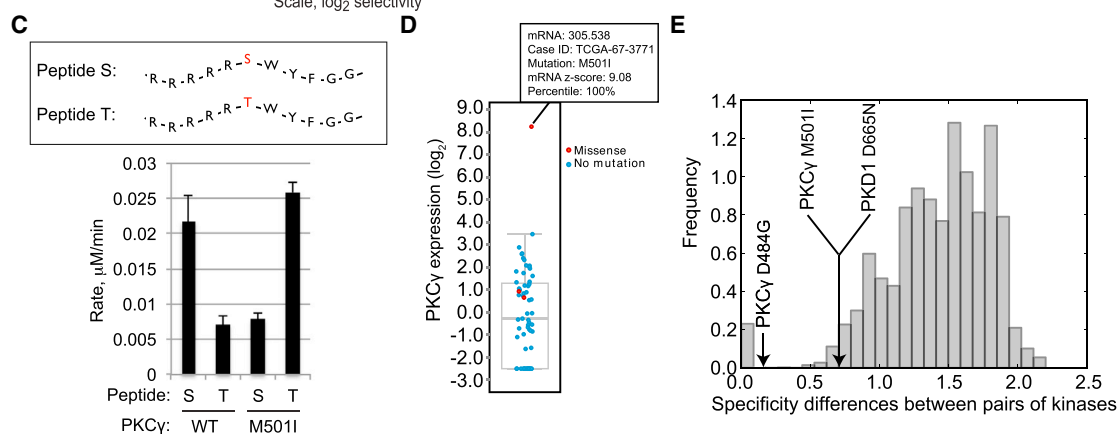 Scale, log2 selectivity
C
Peptide S: R R R R R S W Y F G G
Peptide T: R R R R R T W Y F G G
0.03
0.025
0.02
0.015
0.01
0.005
0
Rate, µM/min
Peptide: S T S T
PKCγ: WT M501I
D
mRNA: 305.538
Case ID: TCGA-67-3771
Mutation: M501I
mRNA z-score: 9.08
Percentile: 100%
9.0
8.0
7.0
6.0
5.0
4.0
3.0
2.0
1.0
0.0
-1.0
-2.0
-3.0
PKCγ expression (log2)
Missense
No mutation
E
1.4
1.2
1.0
0.8
0.6
0.4
0.2
0.0
Frequency
PKCγ D484G
PKCγ M501I
PKD1 D665N
0.0 0.5 1.0 1.5 2.0 2.5
Specificity differences between pairs of kinases